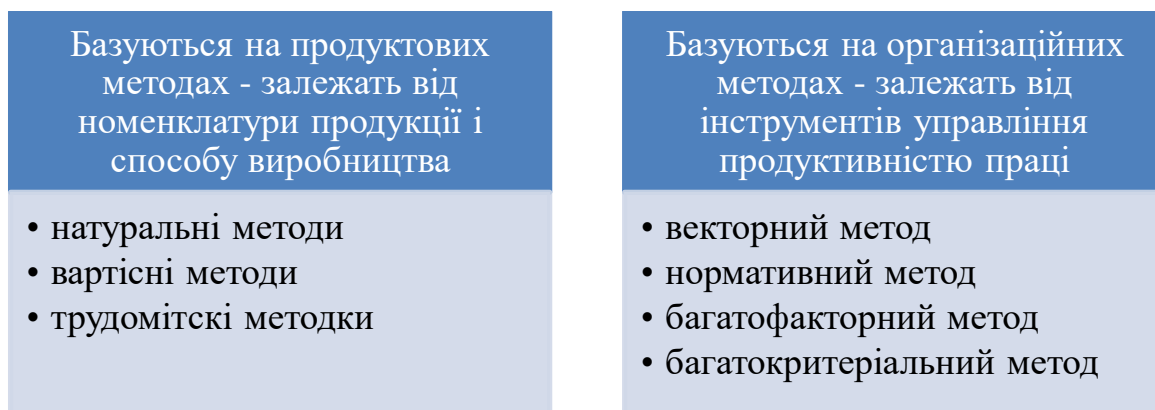 Базуються на продуктових
методах - залежать від
номенклатури продукції і
способу виробництва
• натуральні методи
• вартісні методи
• трудомітскі методки
Базуються на організаційних
методах - залежать від
інструментів управління
продуктивністю праці
• векторний метод
• нормативний метод
• багатофакторний метод
• багатокритеріальний метод